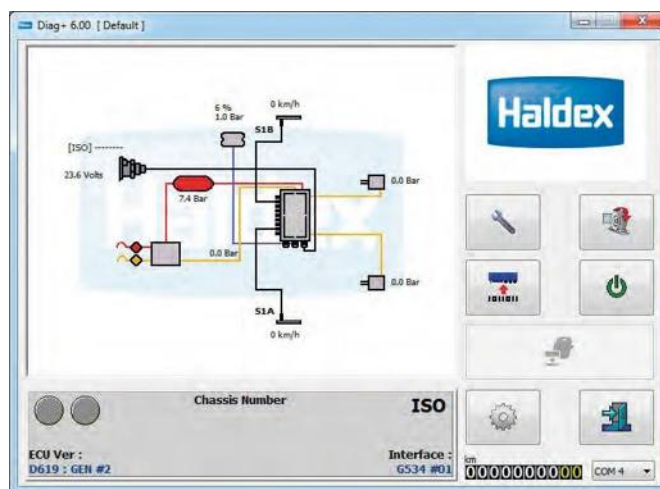 Diag+ 6.00 [ Default ]
6 %
1.0 Bar
0 km/h
S1B
[ISO] --------
23.6 Volts
7.4 Bar
0.0 Bar
0.0 Bar
0.0 Bar
S1A
0 km/h
Haldex
Haldex
Chassis Number
ISO
ECU Ver :
D619 : GEN #2
Interface :
G534 #01
km
00000000000
COM 4